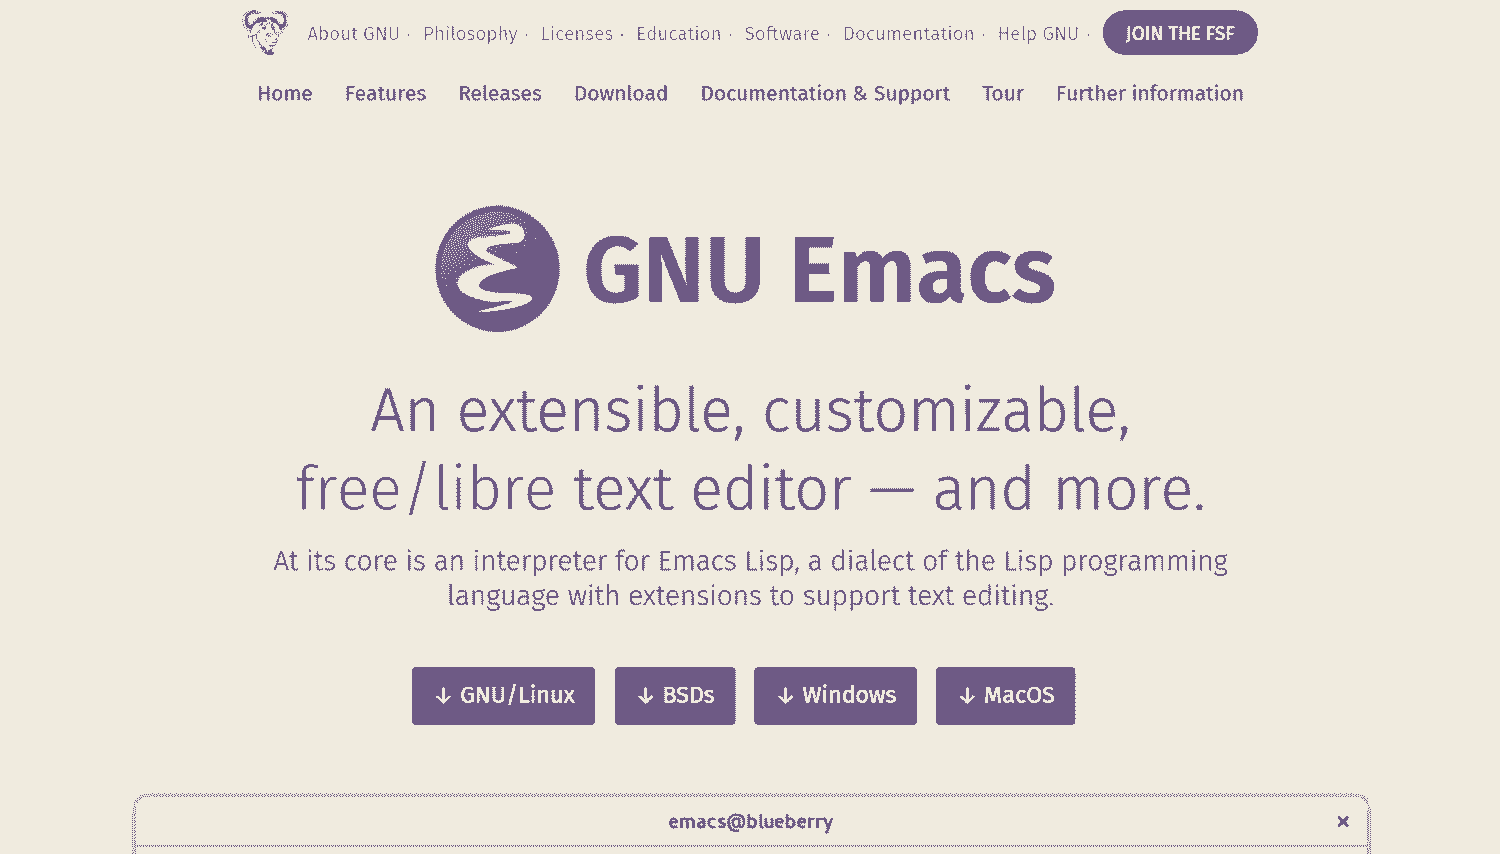 About GNU · Philosophy · Licenses · Education · Software · Documentation · Help GNU · JOIN THE FSF
Home Features Releases Download Documentation & Support Tour Further information
GNU Emacs
An extensible, customizable,
free/libre text editor — and more.
At its core is an interpreter for Emacs Lisp, a dialect of the Lisp programming
language with extensions to support text editing.
↓ GNU/Linux ↓ BSDs ↓ Windows ↓ MacOS
emacs@blueberry ×